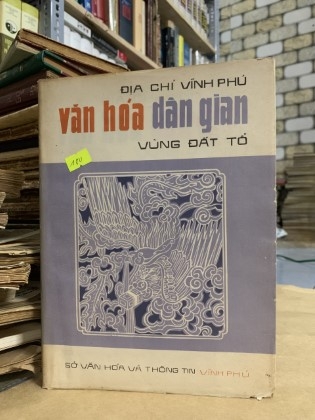 ĐỊA CHÍ VĨNH PHÚ
văn hóa dân gian
VÙNG ĐẤT TỔ
180
SỞ VĂN HÓA VÀ THÔNG TIN VĨNH PHÚ